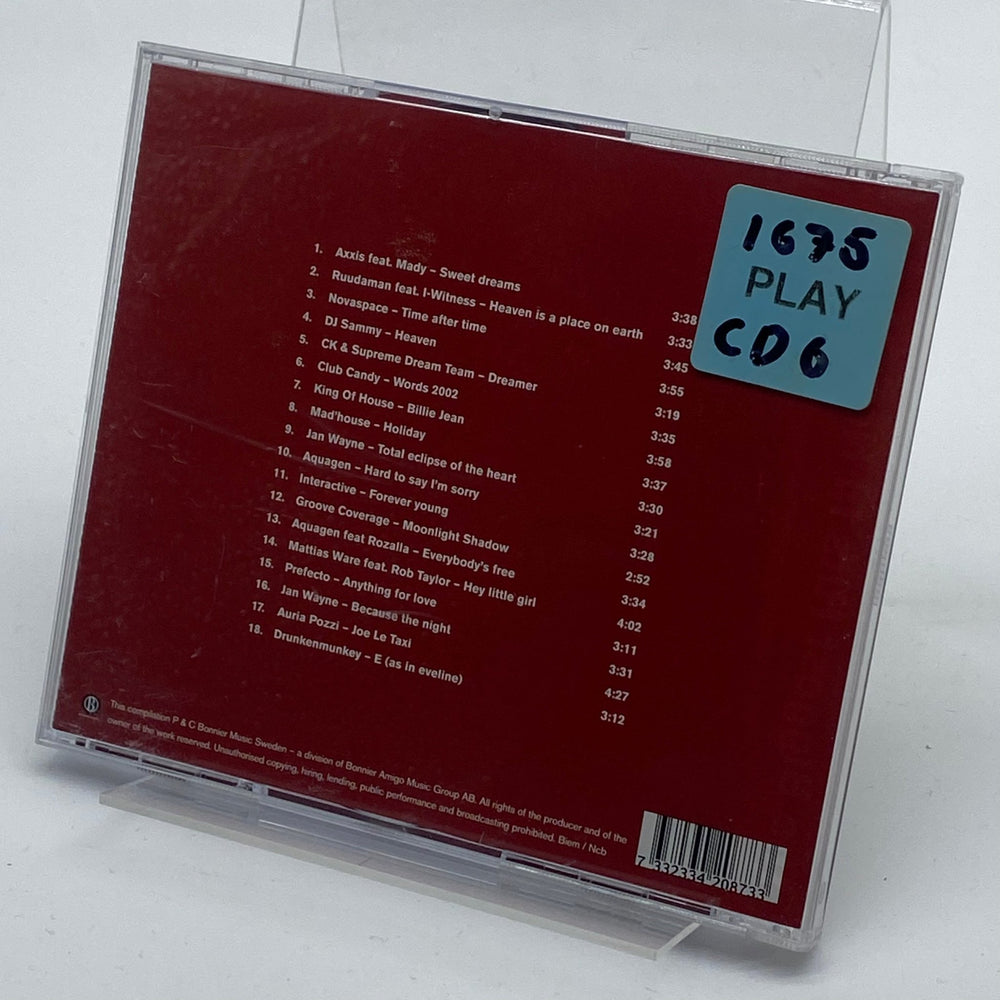 1675
PLAY
CD6
1. Axxis feat. Mady – Sweet dreams 3:38
2. Ruudaman feat. I-Witness – Heaven is a place on earth 3:33
3. Novaspace – Time after time 3:45
4. DJ Sammy – Heaven 3:55
5. CK & Supreme Dream Team – Dreamer 3:19
6. Club Candy – Words 2002 3:35
7. King Of House – Billie Jean 3:58
8. Mad'house – Holiday 3:37
9. Jan Wayne – Total eclipse of the heart 3:30
10. Aquagen – Hard to say I'm sorry 3:21
11. Interactive – Forever young 3:28
12. Groove Coverage – Moonlight Shadow 2:52
13. Aquagen feat Rozalla – Everybody's free 3:34
14. Mattias Ware feat. Rob Taylor – Hey little girl 4:02
15. Prefecto – Anything for love 3:11
16. Jan Wayne – Because the night 3:31
17. Auria Pozzi – Joe Le Taxi 4:27
18. Drunkenmunkey – E (as in eveline) 3:12
B
This compilation P & C Bonnier Music Sweden – a division of Bonnier Amigo Music Group AB. All rights of the producer and of the
owner of the work reserved. Unauthorised copying, hiring, lending, public performance and broadcasting prohibited. Biem / Ncb
7 332334 208733